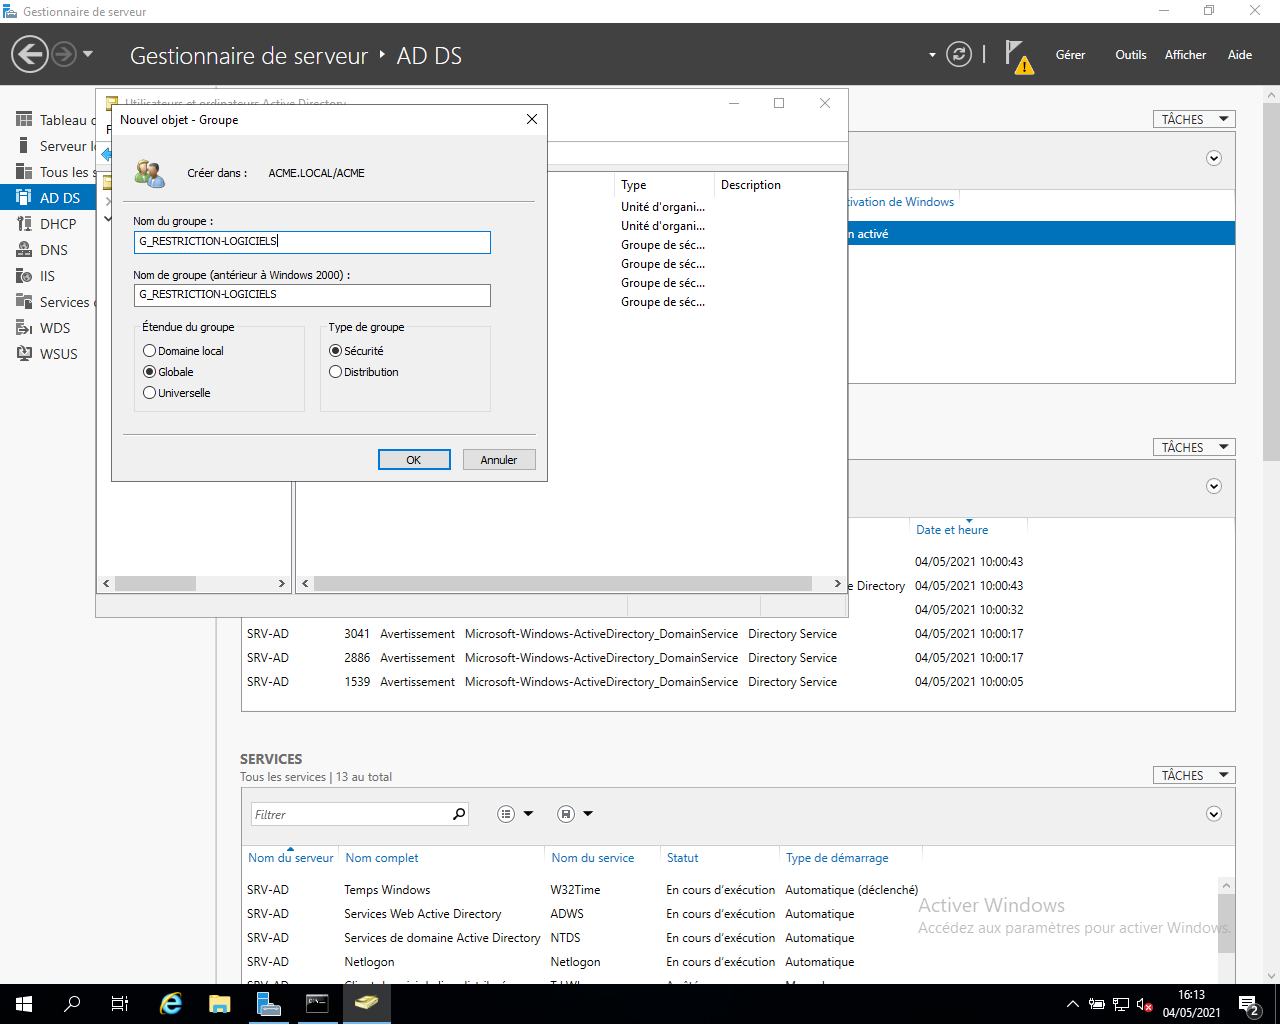 Gestionnaire de serveur
Gestionnaire de serveur
AD DS
Gérer
Outils
Afficher
Aide
Tableau
Serveur
Tous les
AD DS
DHCP
DNS
IIS
Services
WDS
WSUS
Utilisateurs et ordinateurs Active Directory
Nouvel objet - Groupe
Créer dans :
ACME.LOCAL/ACME
Nom du groupe :
G_RESTRICTION-LOGICIELS
Nom de groupe (antérieur à Windows 2000) :
G_RESTRICTION-LOGICIELS
Étendue du groupe
Type de groupe
Domaine local
Sécurité
Globale
Distribution
Universelle
OK
Annuler
Type
Description
Unité d'organi...
Unité d'organi...
Groupe de séc...
Groupe de séc...
Groupe de séc...
Groupe de séc...
TÂCHES
ivation de Windows
n activé
TÂCHES
Date et heure
04/05/2021 10:00:43
e Directory 04/05/2021 10:00:43
04/05/2021 10:00:32
SRV-AD 3041 Avertissement Microsoft-Windows-ActiveDirectory_DomainService Directory Service 04/05/2021 10:00:17
SRV-AD 2886 Avertissement Microsoft-Windows-ActiveDirectory_DomainService Directory Service 04/05/2021 10:00:17
SRV-AD 1539 Avertissement Microsoft-Windows-ActiveDirectory_DomainService Directory Service 04/05/2021 10:00:05
SERVICES
Tous les services | 13 au total
TÂCHES
Filtrer
Nom du serveur Nom complet Nom du service Statut Type de démarrage
SRV-AD Temps Windows W32Time En cours d'exécution Automatique (déclenché)
SRV-AD Services Web Active Directory ADWS En cours d'exécution Automatique
SRV-AD Services de domaine Active Directory NTDS En cours d'exécution Automatique
SRV-AD Netlogon Netlogon En cours d'exécution Automatique
Activer Windows
Accédez aux paramètres pour activer Windows.
16:13
04/05/2021
2